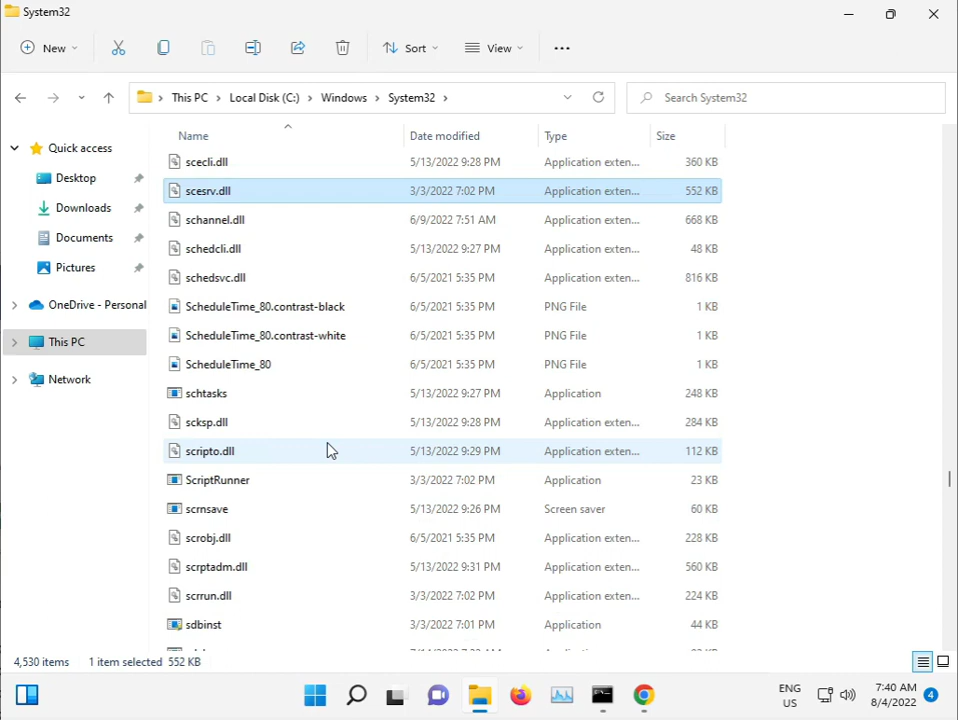 System32
New
Sort
View
This PC
Local Disk (C:)
Windows
System32
Search System32
Name
Date modified
Type
Size
Quick access
Desktop
Downloads
Documents
Pictures
OneDrive - Personal
This PC
Network
scecli.dll 5/13/2022 9:28 PM Application exten... 360 KB
scesrv.dll 3/3/2022 7:02 PM Application exten... 552 KB
schannel.dll 6/9/2022 7:51 AM Application exten... 668 KB
schedcli.dll 5/13/2022 9:27 PM Application exten... 48 KB
schedsvc.dll 6/5/2021 5:35 PM Application exten... 816 KB
ScheduleTime_80.contrast-black 6/5/2021 5:35 PM PNG File 1 KB
ScheduleTime_80.contrast-white 6/5/2021 5:35 PM PNG File 1 KB
ScheduleTime_80 6/5/2021 5:35 PM PNG File 1 KB
schtasks 5/13/2022 9:27 PM Application 248 KB
scksp.dll 5/13/2022 9:28 PM Application exten... 284 KB
scripto.dll 5/13/2022 9:29 PM Application exten... 112 KB
ScriptRunner 3/3/2022 7:02 PM Application 23 KB
scrnsave 5/13/2022 9:26 PM Screen saver 60 KB
scrobj.dll 6/5/2021 5:35 PM Application exten... 228 KB
scrptadm.dll 5/13/2022 9:31 PM Application exten... 560 KB
scrrun.dll 3/3/2022 7:02 PM Application exten... 224 KB
sdbinst 3/3/2022 7:01 PM Application 44 KB
4,530 items 1 item selected 552 KB
ENG
US
7:40 AM
8/4/2022
4